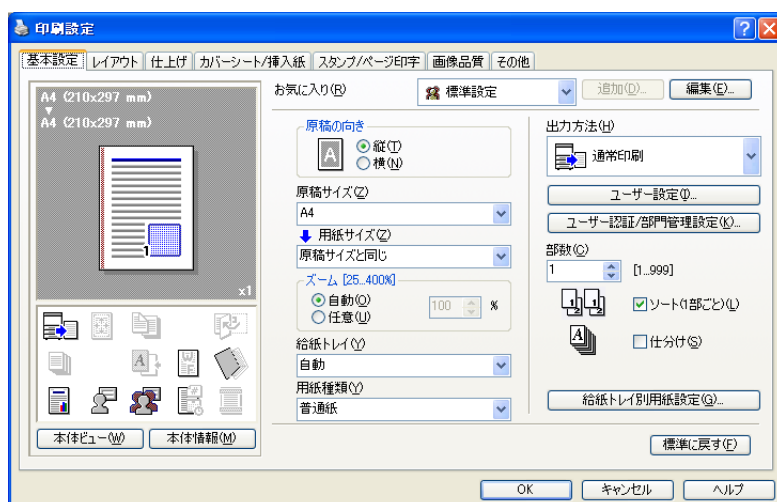 印刷設定
基本設定 レイアウト 仕上げ カバーシート/挿入紙 スタンプ/ページ印字 画像品質 その他
A4 (210x297 mm)
A4 (210x297 mm)
1
x1
本体ビュー(W) 本体情報(M)
お気に入り(R) 標準設定 追加(D)... 編集(E)...
原稿の向き
A
縦(T)
横(N)
原稿サイズ(Z)
A4
用紙サイズ(Z)
原稿サイズと同じ
ズーム [25...400%]
自動(O)
任意(U)
100 %
給紙トレイ(Y)
自動
用紙種類(Y)
普通紙
出力方法(H)
通常印刷
ユーザー設定(I)...
ユーザー認証/部門管理設定(K)...
部数(C)
1 [1...999]
1 2 1 2 ソート(1部ごと)(L)
A 仕分け(S)
給紙トレイ別用紙設定(G)...
標準に戻す(F)
OK キャンセル ヘルプ